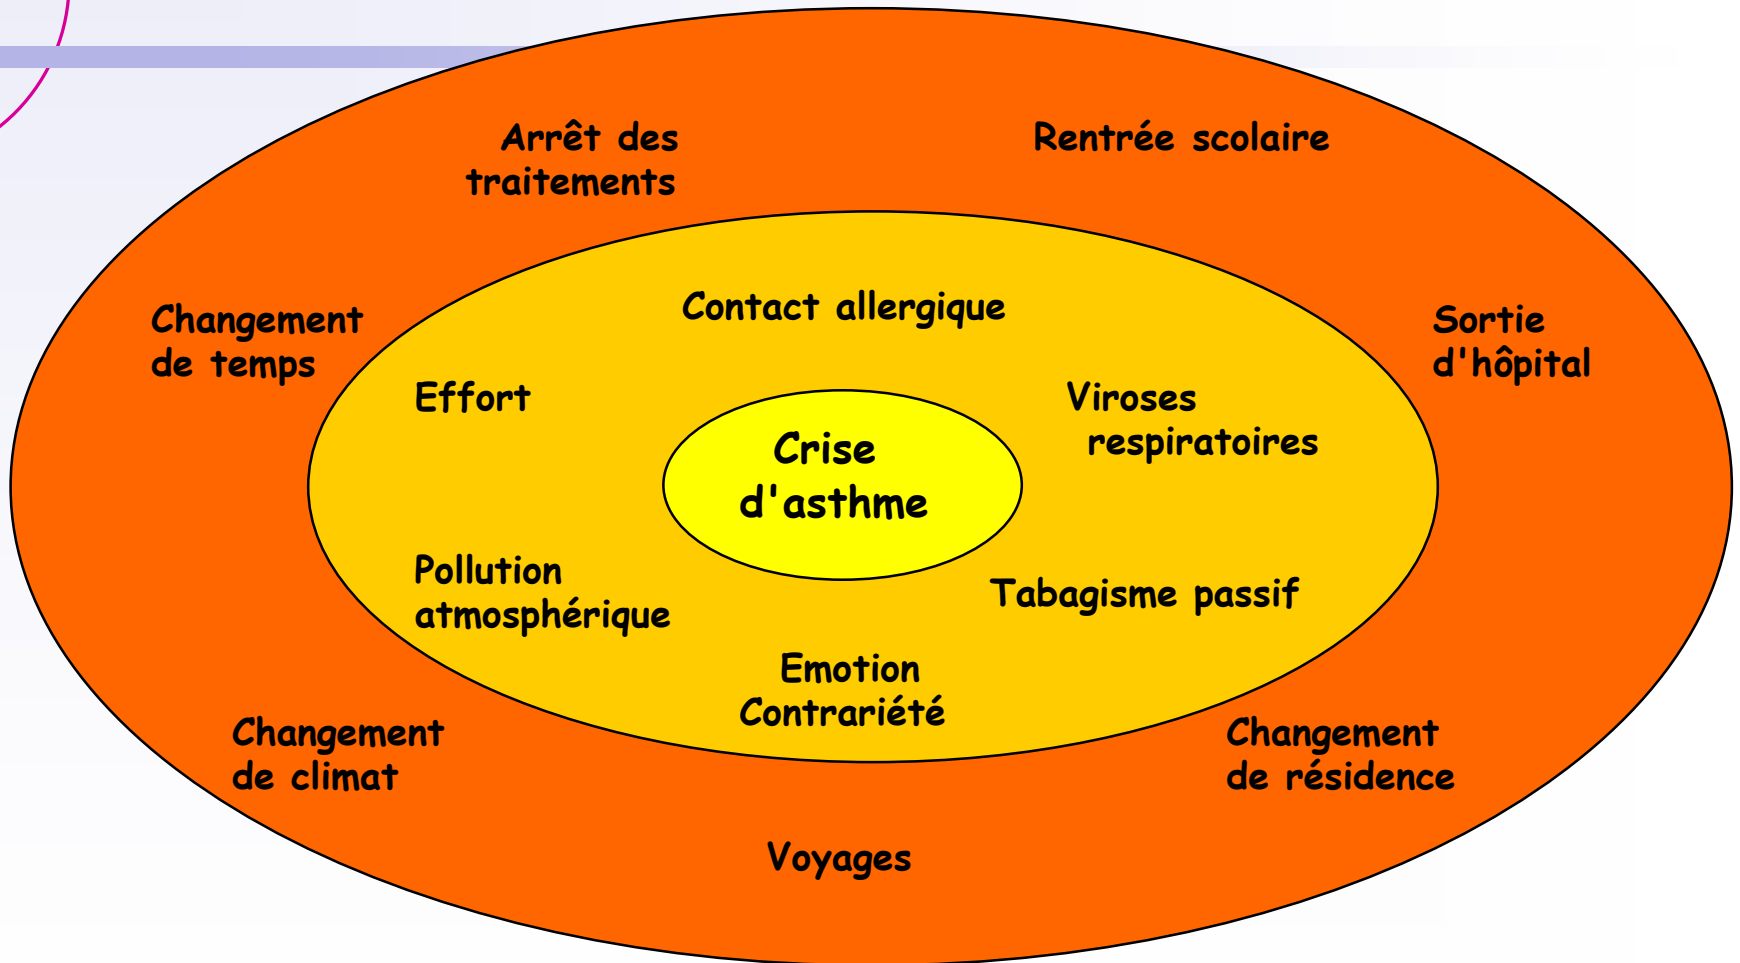 Arrêt des
traitements
Rentrée scolaire
Changement
de temps
Contact allergique
Sortie
d'hôpital
Effort
Viroses
respiratoires
Crise
d'asthme
Pollution
atmosphérique
Tabagisme passif
Emotion
Contrariété
Changement
de climat
Changement
de résidence
Voyages